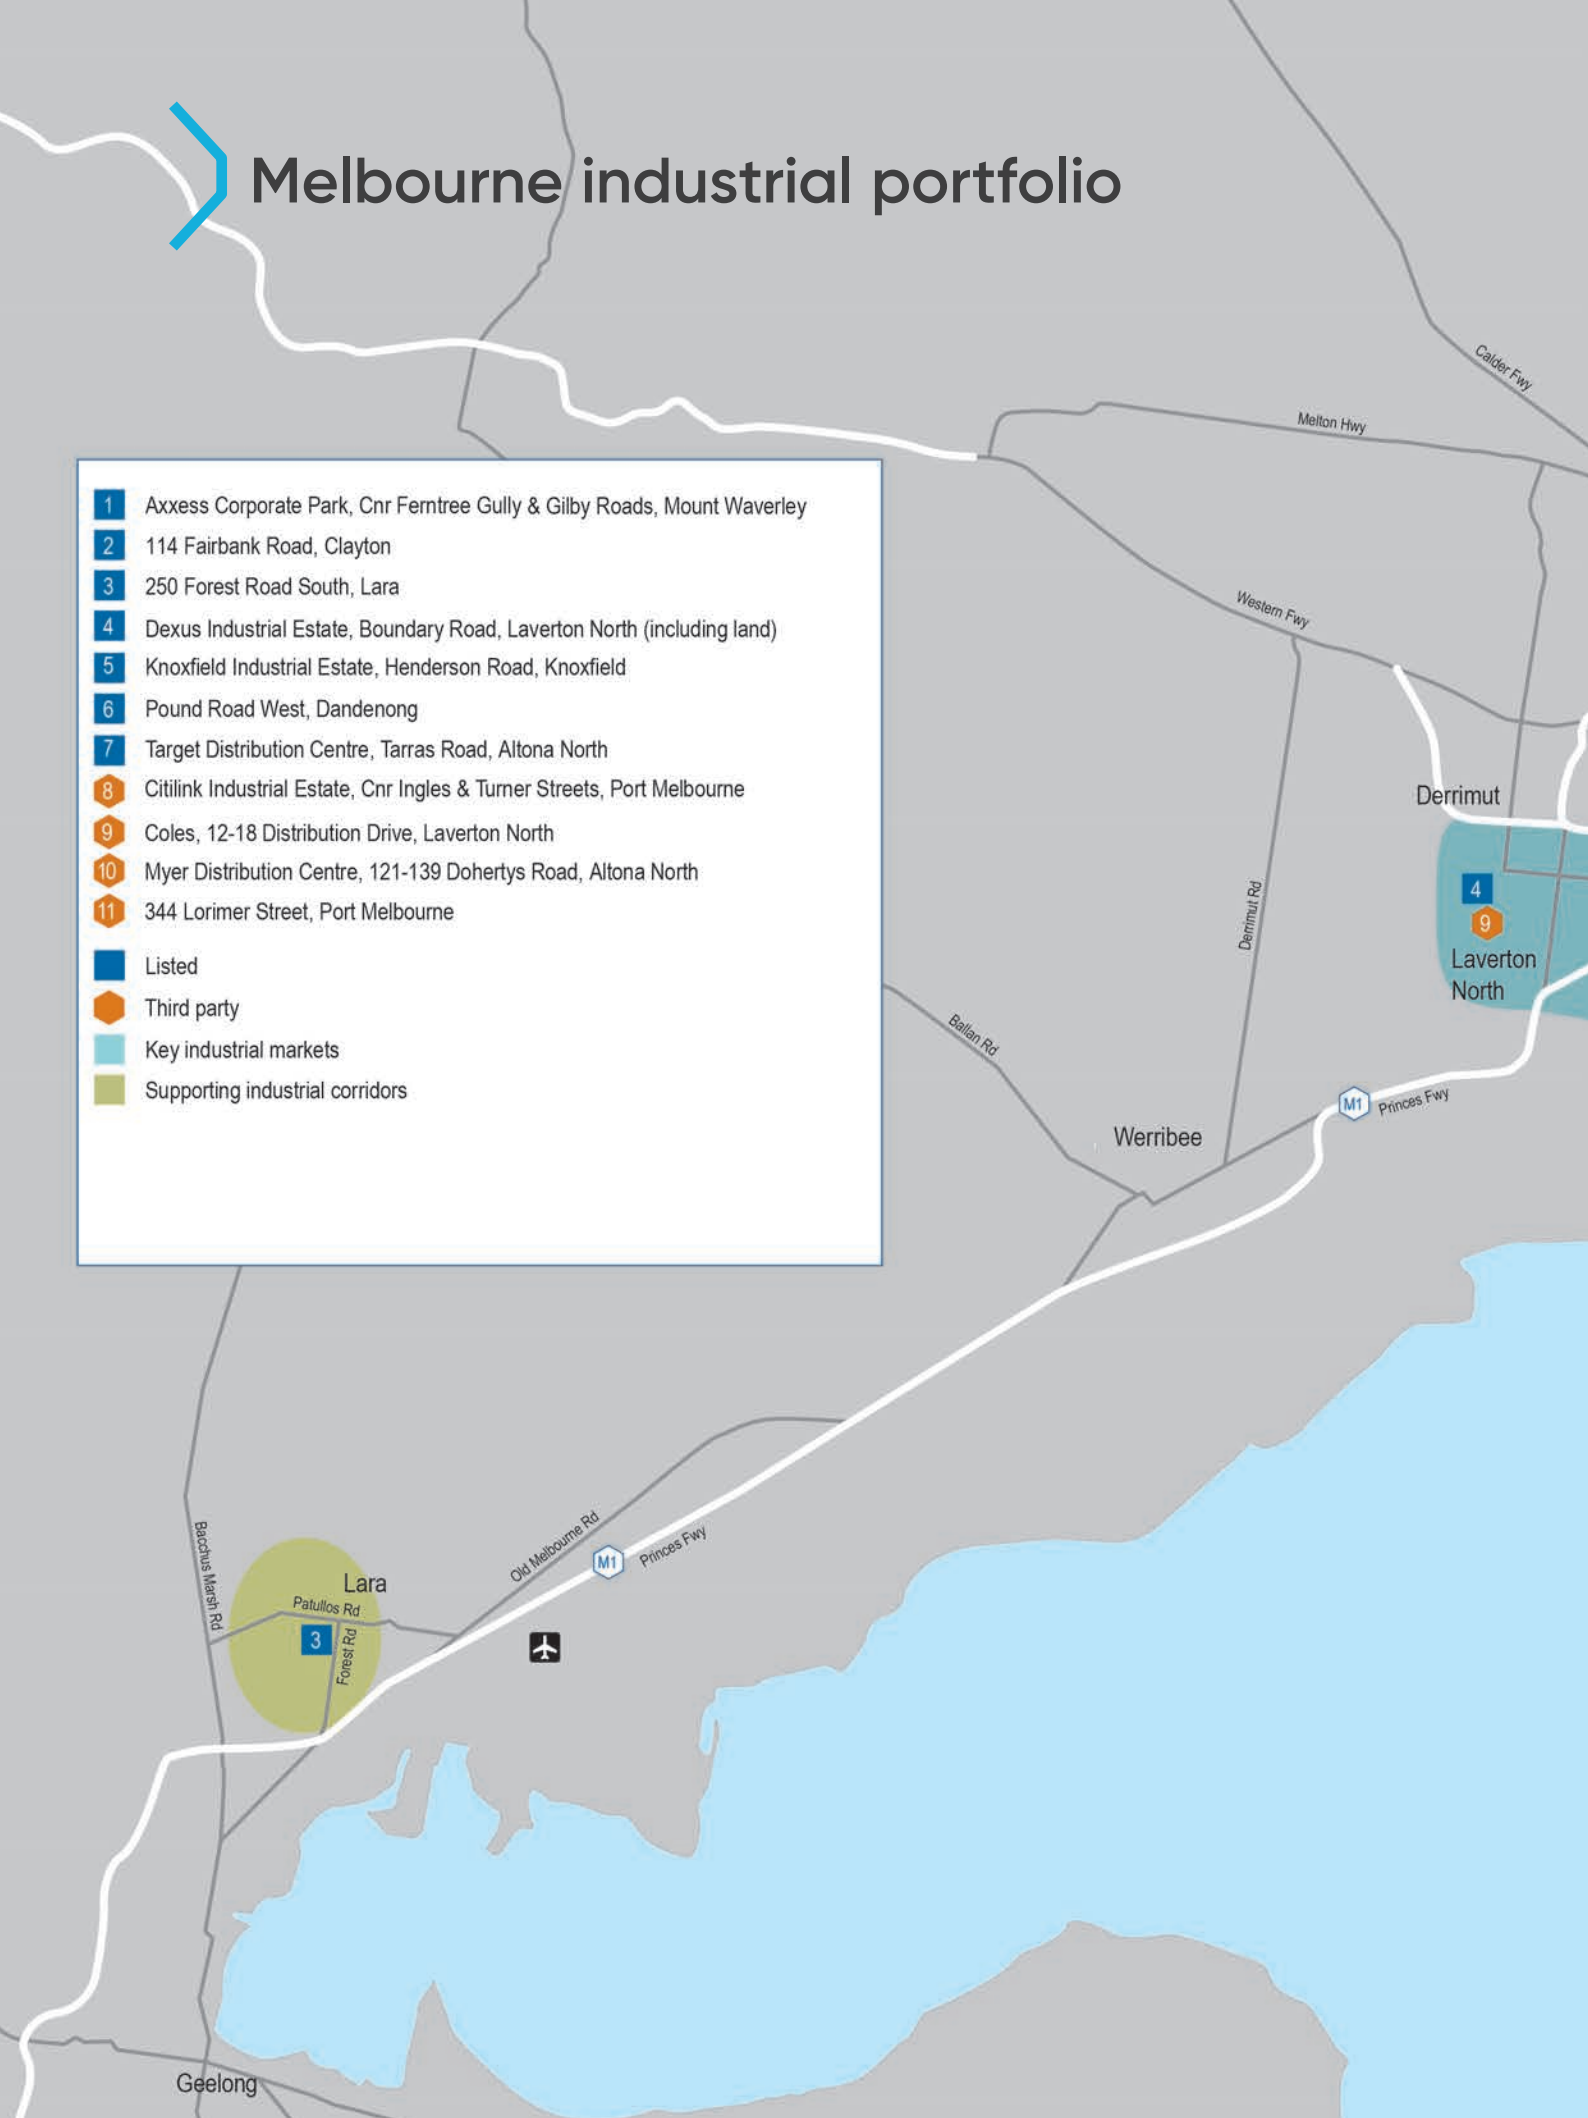 Melbourne industrial portfolio
Calder Fwy
Melton Hwy
1 Axxess Corporate Park, Cnr Ferntree Gully & Gilby Roads, Mount Waverley
2 114 Fairbank Road, Clayton
3 250 Forest Road South, Lara
4 Dexus Industrial Estate, Boundary Road, Laverton North (including land)
5 Knoxfield Industrial Estate, Henderson Road, Knoxfield
6 Pound Road West, Dandenong
7 Target Distribution Centre, Tarras Road, Altona North
8 Citilink Industrial Estate, Cnr Ingles & Turner Streets, Port Melbourne
9 Coles, 12-18 Distribution Drive, Laverton North
10 Myer Distribution Centre, 121-139 Dohertys Road, Altona North
11 344 Lorimer Street, Port Melbourne
Listed
Third party
Key industrial markets
Supporting industrial corridors
Western Fwy
Derrimut
4
9
Derrimut Rd
Laverton
North
Ballan Rd
M1
Princes Fwy
Werribee
Old Melbourne Rd
M1
Princes Fwy
Bacchus Marsh Rd
Lara
Patullos Rd
3
Forest Rd
Geelong